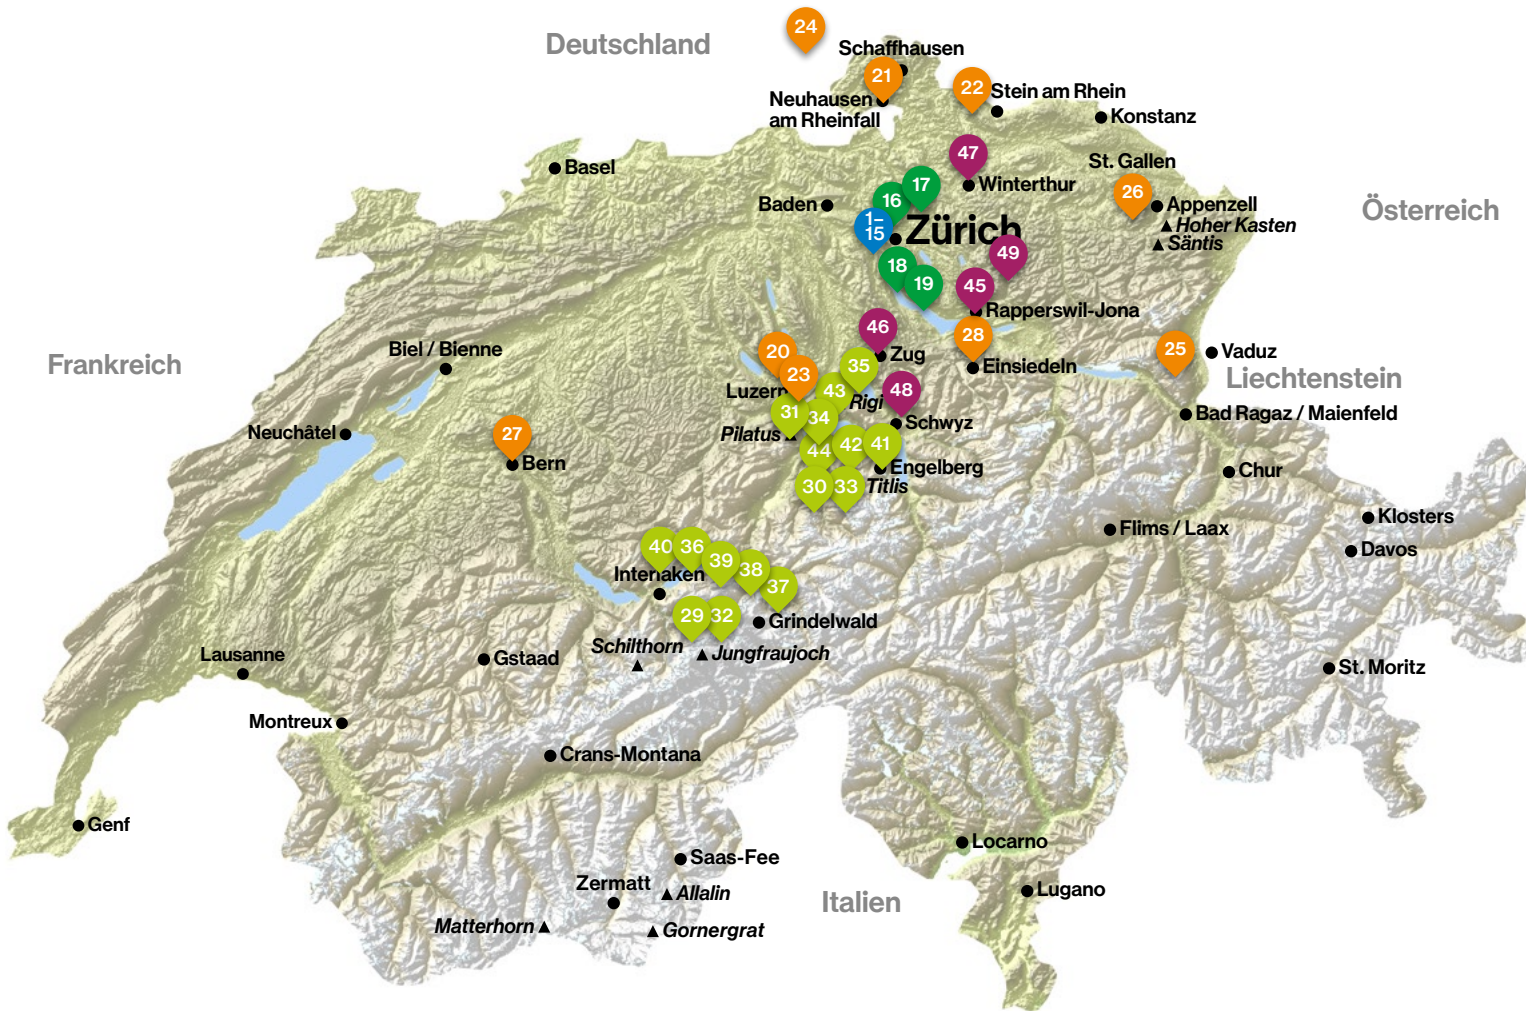 24
Deutschland
Schaffhausen
21
22
Stein am Rhein
Neuhausen
am Rheinfall
Konstanz
47
St. Gallen
Basel
17
Winterthur
26
16
Baden
Appenzell
Österreich
1–
15
Zürich
Hoher Kasten
Säntis
49
18
19
45
Rapperswil-Jona
46
28
Biel / Bienne
20
Zug
25
Vaduz
Frankreich
35
Einsiedeln
23
Liechtenstein
Luzern
43
Rigi
48
31
34
Schwyz
Bad Ragaz / Maienfeld
Neuchâtel
27
Pilatus
42
41
44
Bern
Engelberg
Chur
30
33
Titlis
Klosters
Flims / Laax
40
36
Davos
39
38
Interlaken
37
29
32
Grindelwald
Schilthorn
Jungfraujoch
Lausanne
Gstaad
St. Moritz
Montreux
Crans-Montana
Genf
Locarno
Saas-Fee
Zermatt
Allalin
Lugano
Italien
Matterhorn
Gornergrat